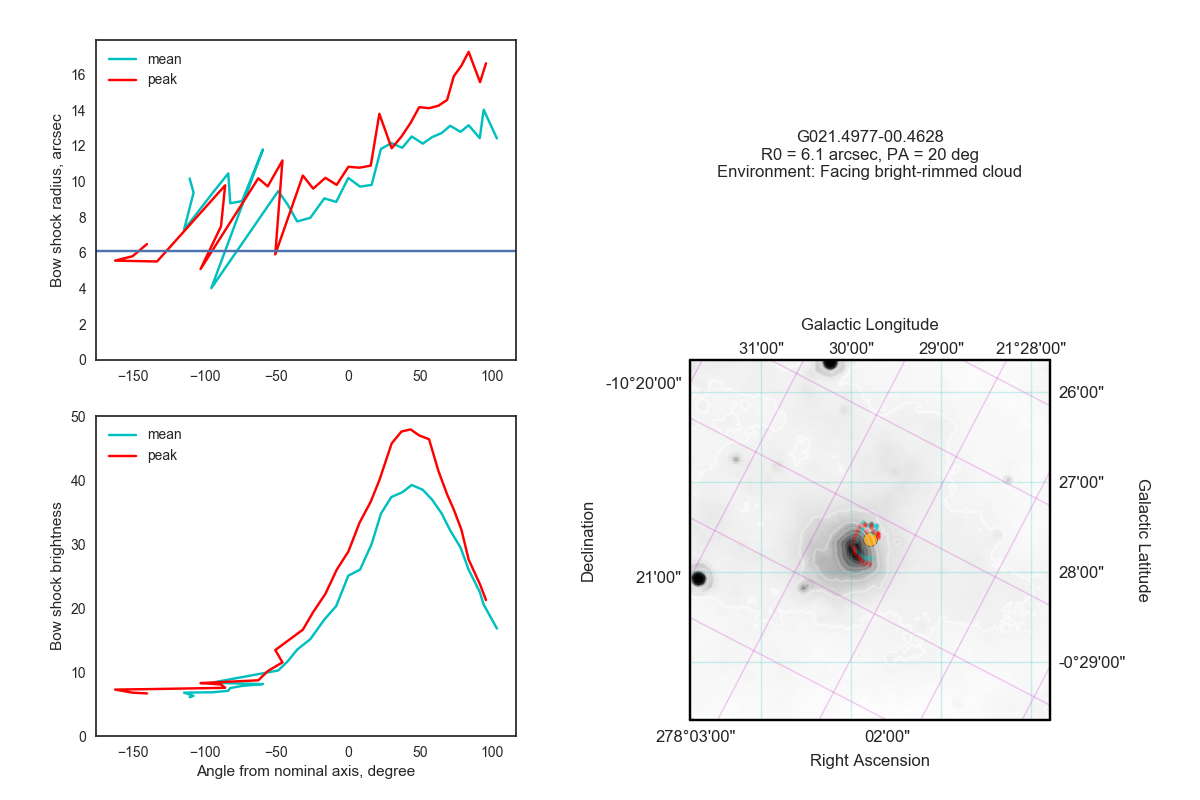 mean
peak
16
14
12
10
8
6
4
2
0
Bow shock radius, arcsec
−150
−100
−50
0
50
100
mean
peak
50
40
30
20
10
0
Bow shock brightness
−150
−100
−50
0
50
100
Angle from nominal axis, degree
G021.4977-00.4628
R0 = 6.1 arcsec, PA = 20 deg
Environment: Facing bright-rimmed cloud
Galactic Longitude
31'00"
30'00"
29'00"
21°28'00"
-10°20'00"
21'00"
Declination
26'00"
27'00"
28'00"
-0°29'00"
Galactic Latitude
278°03'00"
02'00"
Right Ascension